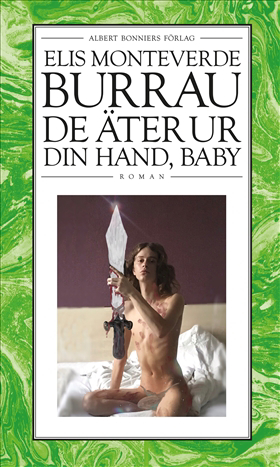 ALBERT BONNIERS FÖRLAG
ELIS MONTEVERDE
BURRAU
DE ÄTER UR
DIN HAND, BABY
ROMAN